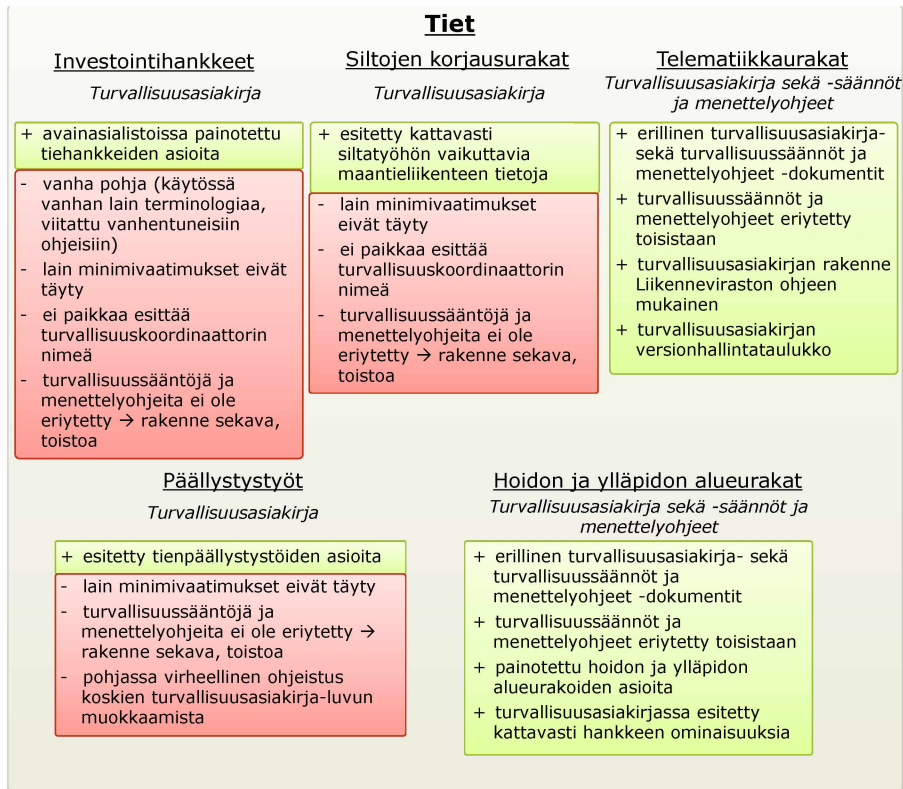 Tiet
Investointihankkeet
Turvallisuusasiakirja
+ avainasialistoissa painotettu
tiehankkeiden asioita
- vanha pohja (käytössä
vanhan lain terminologiaa,
viitattu vanhentuneisiin
ohjeisiin)
- lain minimivaatimukset eivät
täyty
- ei paikkaa esittää
turvallisuuskoordinaattorin
nimeä
- turvallisuussääntöjä ja
menettelyohjeita ei ole
eriytetty → rakenne sekava,
toistoa
Siltojen korjausurakat
Turvallisuusasiakirja
+ esitetty kattavasti
siltatyöhön vaikuttavia
maantieliikenteen tietoja
- lain minimivaatimukset
eivät täyty
- ei paikkaa esittää
turvallisuuskoordinaattorin
nimeä
- turvallisuussääntöjä ja
menettelyohjeita ei ole
eriytetty → rakenne sekava,
toistoa
Telematiikkaurakat
Turvallisuusasiakirja sekä -säännöt
ja menettelyohjeet
+ erillinen turvallisuusasiakirja-
sekä turvallisuussäännöt ja
menettelyohjeet -dokumentit
+ turvallisuussäännöt ja
menettelyohjeet eriytetty
toisistaan
+ turvallisuusasiakirjan rakenne
Liikenneviraston ohjeen
mukainen
+ turvallisuusasiakirjan
versionhallintataulukko
Päällystystyöt
Turvallisuusasiakirja
+ esitetty tienpäällystystöiden asioita
- lain minimivaatimukset eivät täyty
- turvallisuussääntöjä ja
menettelyohjeita ei ole eriytetty →
rakenne sekava, toistoa
- pohjassa virheellinen ohjeistus
koskien turvallisuusasiakirja-luvun
muokkaamista
Hoidon ja ylläpidon alueurakat
Turvallisuusasiakirja sekä -säännöt ja
menettelyohjeet
+ erillinen turvallisuusasiakirja- sekä
turvallisuussäännöt ja
menettelyohjeet -dokumentit
+ turvallisuussäännöt ja
menettelyohjeet eriytetty toisistaan
+ painotettu hoidon ja ylläpidon
alueurakoiden asioita
+ turvallisuusasiakirjassa esitetty
kattavasti hankkeen ominaisuuksia